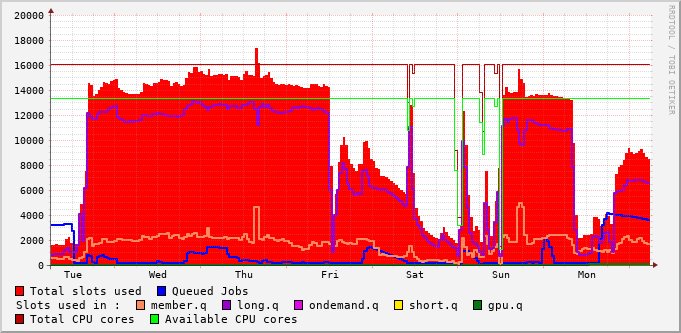 RRDTOOL / TOBI OETIKER
20000
18000
16000
14000
12000
10000
8000
6000
4000
2000
0
Tue Wed Thu Fri Sat Sun Mon
Total slots used Queued Jobs
Slots used in : member.q long.q ondemand.q short.q gpu.q
Total CPU cores Available CPU cores